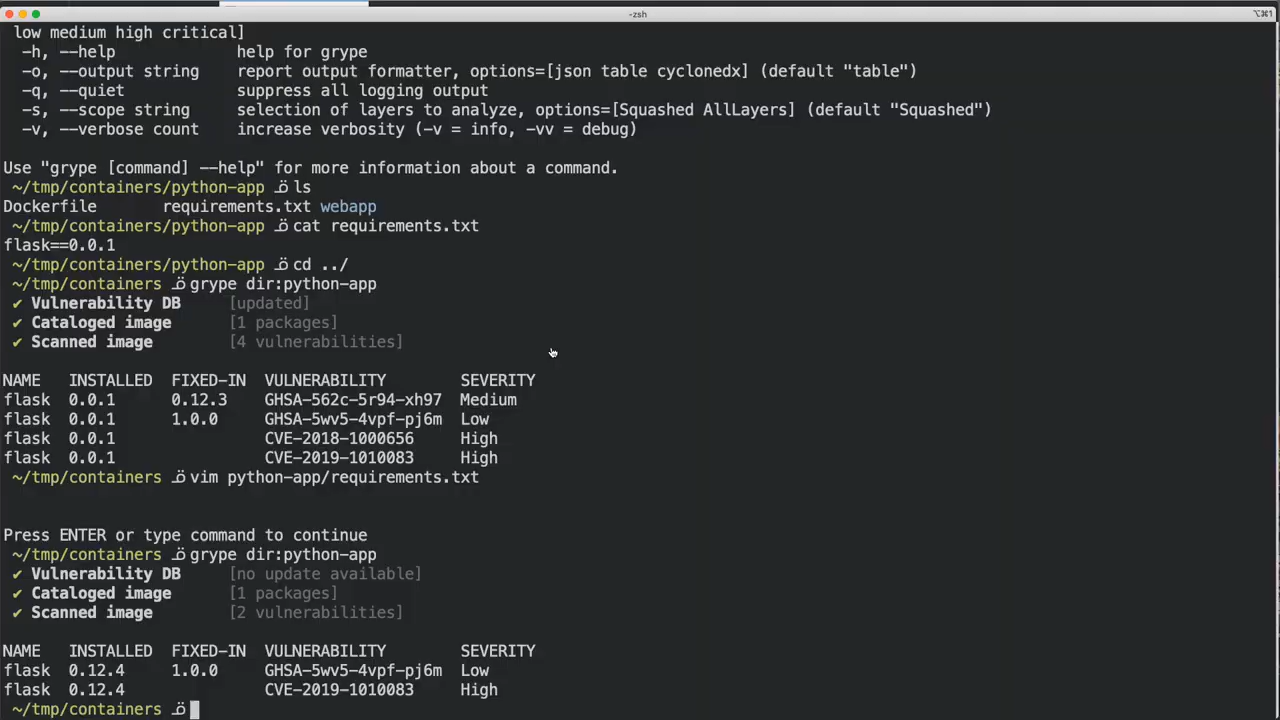 -zsh
⌥⌘1
low medium high critical]
-h, --help help for grype
-o, --output string report output formatter, options=[json table cyclonedx] (default "table")
-q, --quiet suppress all logging output
-s, --scope string selection of layers to analyze, options=[Squashed AllLayers] (default "Squashed")
-v, --verbose count increase verbosity (-v = info, -vv = debug)
Use "grype [command] --help" for more information about a command.
~/tmp/containers/python-app ls
Dockerfile requirements.txt webapp
~/tmp/containers/python-app cat requirements.txt
flask==0.0.1
~/tmp/containers/python-app cd ../
~/tmp/containers grype dir:python-app
✔ Vulnerability DB [updated]
✔ Cataloged image [1 packages]
✔ Scanned image [4 vulnerabilities]
NAME INSTALLED FIXED-IN VULNERABILITY SEVERITY
flask 0.0.1 0.12.3 GHSA-562c-5r94-xh97 Medium
flask 0.0.1 1.0.0 GHSA-5wv5-4vpf-pj6m Low
flask 0.0.1 CVE-2018-1000656 High
flask 0.0.1 CVE-2019-1010083 High
~/tmp/containers vim python-app/requirements.txt
Press ENTER or type command to continue
~/tmp/containers grype dir:python-app
✔ Vulnerability DB [no update available]
✔ Cataloged image [1 packages]
✔ Scanned image [2 vulnerabilities]
NAME INSTALLED FIXED-IN VULNERABILITY SEVERITY
flask 0.12.4 1.0.0 GHSA-5wv5-4vpf-pj6m Low
flask 0.12.4 CVE-2019-1010083 High
~/tmp/containers